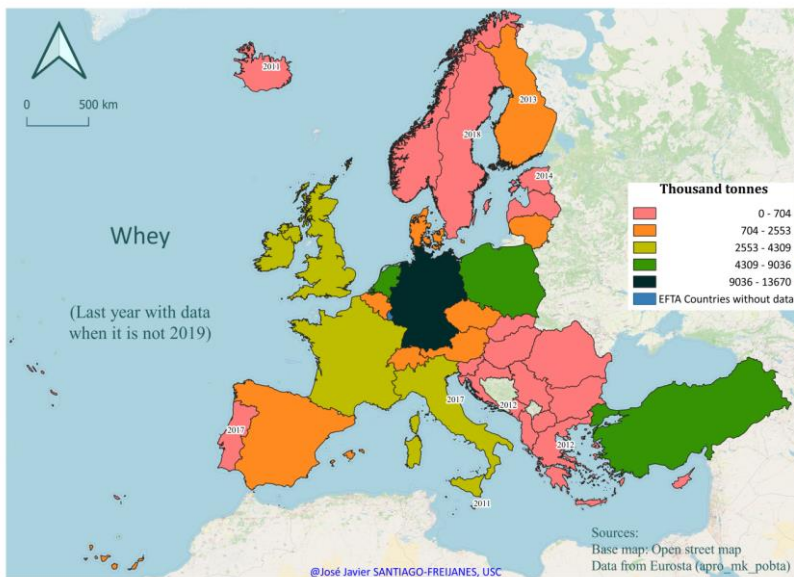 2011
0 500 km
2013
2018
2014
Thousand tonnes
0 - 704
704 - 2553
2553 - 4309
4309 - 9036
9036 - 13670
EFTA Countries without data
Whey
(Last year with data
when it is not 2019)
2017
2012
2017
2012
2011
Sources:
Base map: Open street map
Data from Eurosta (apro_mk_pobta)
@José Javier SANTIAGO-FREIJANES, USC